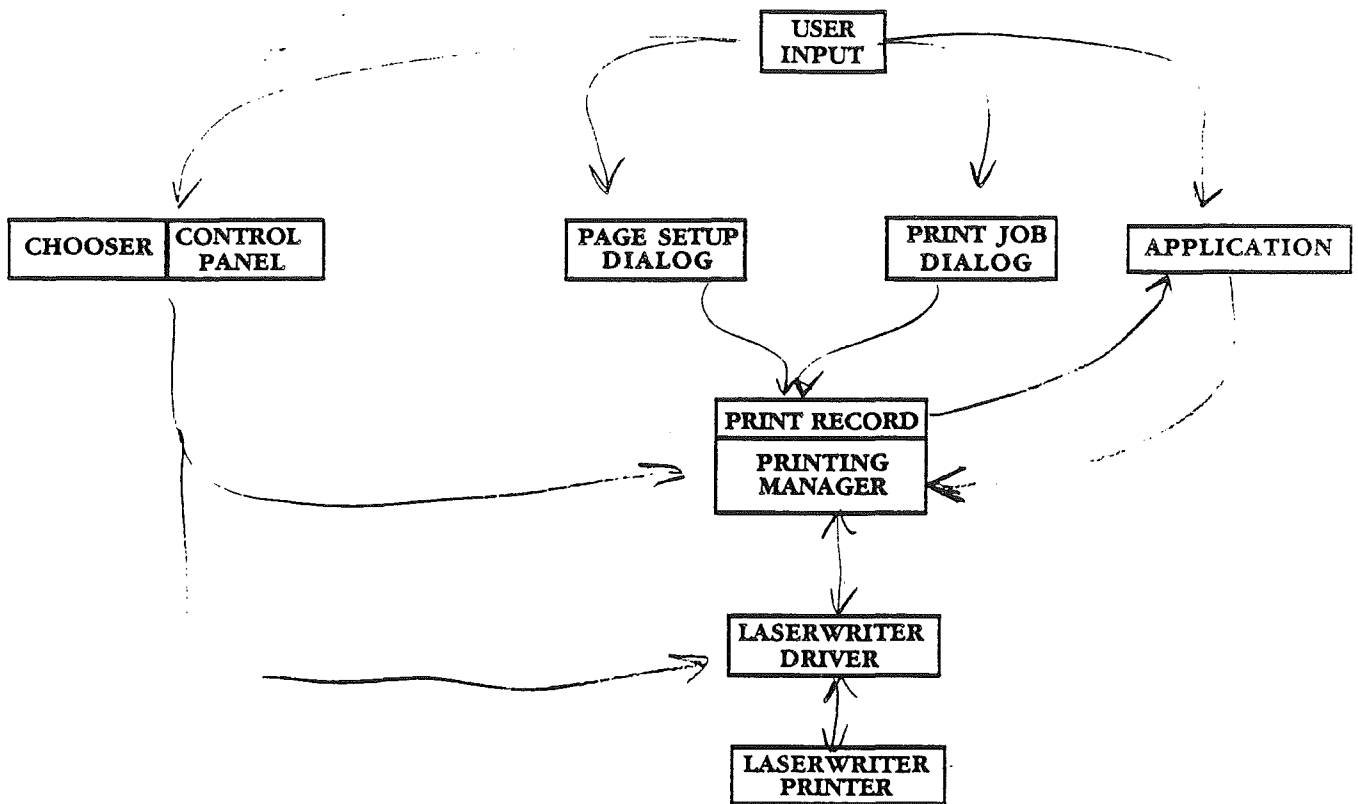 USER
INPUT
CHOOSER
CONTROL
PANEL
PAGE SETUP
DIALOG
PRINT JOB
DIALOG
APPLICATION
PRINT RECORD
PRINTING
MANAGER
LASERWRITER
DRIVER
LASERWRITER
PRINTER